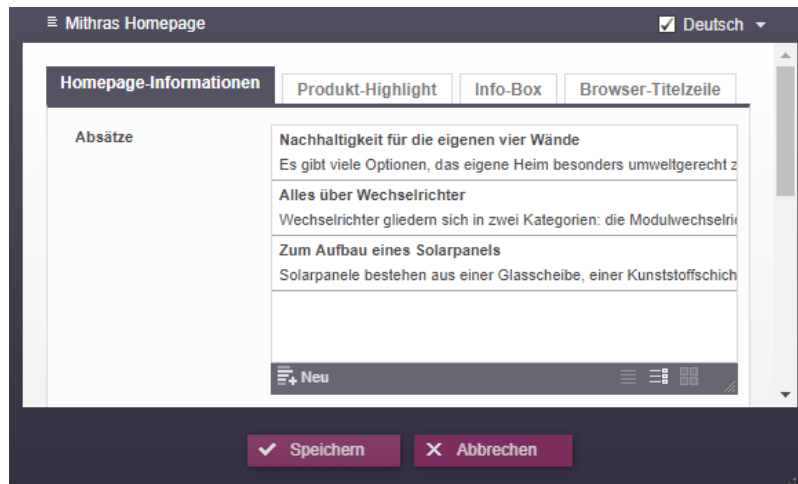 Mithras Homepage
Deutsch
Homepage-Informationen
Produkt-Highlight
Info-Box
Browser-Titelzeile
Absätze
Nachhaltigkeit für die eigenen vier Wände
Es gibt viele Optionen, das eigene Heim besonders umweltgerecht z
Alles über Wechselrichter
Wechselrichter gliedern sich in zwei Kategorien: die Modulwechselri
Zum Aufbau eines Solarpanels
Solarpanele bestehen aus einer Glasscheibe, einer Kunststoffschich
Neu
Speichern
Abbrechen